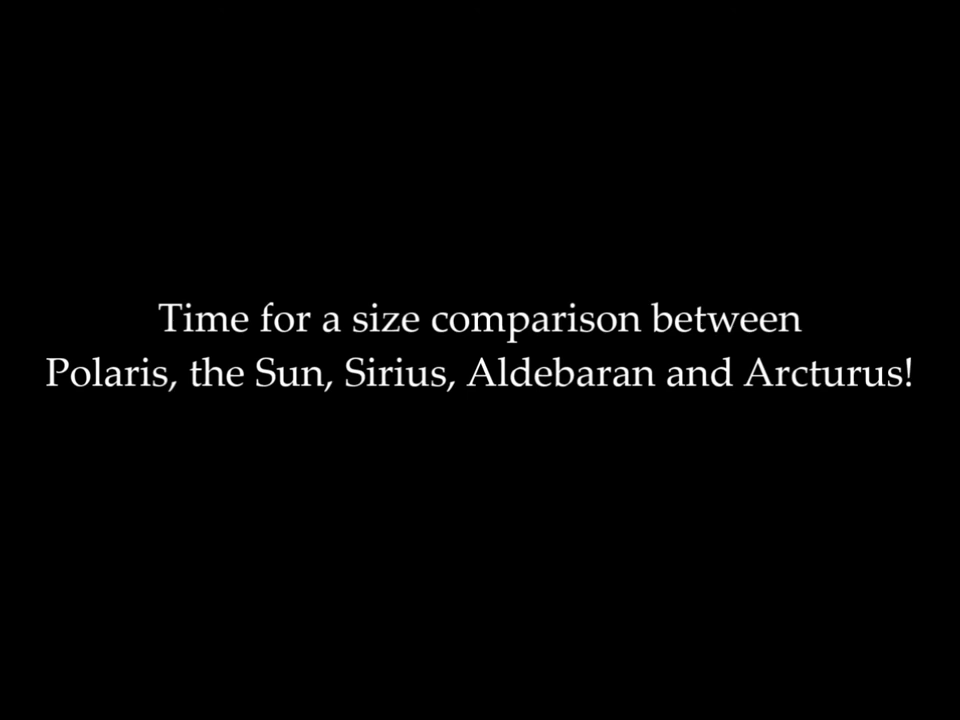 Time for a size comparison between
Polaris, the Sun, Sirius, Aldebaran and Arcturus!